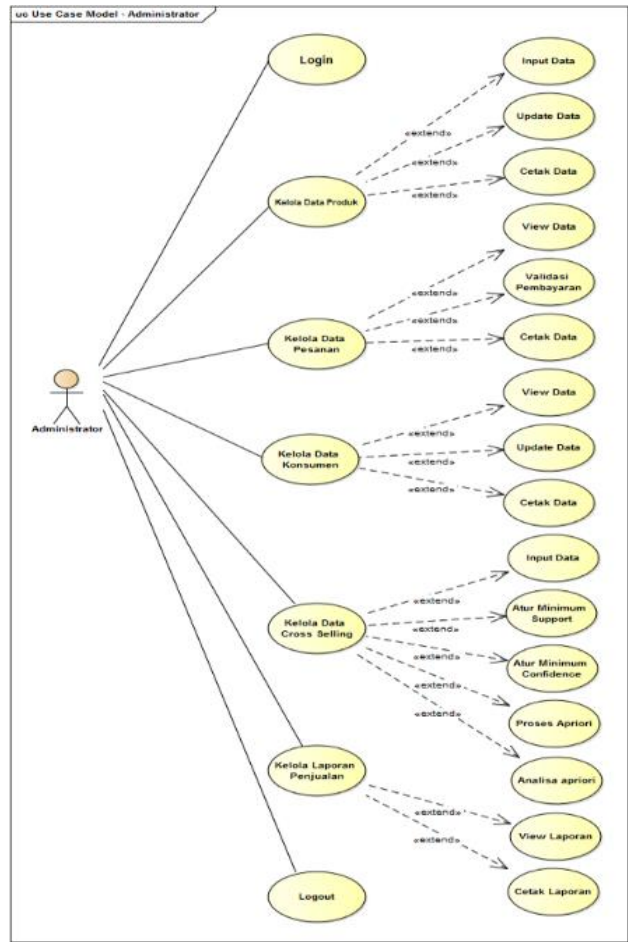 uc Use Case Model - Administrator
Login
Input Data
Update Data
«extend»
Cetak Data
«extend»
Kelola Data Produk
«extend»
View Data
Validasi
Pembayaran
«extend»
«extend»
Kelola Data
Pesanan
Cetak Data
«extend»
View Data
Administrator
«extend»
Kelola Data
Konsumen
Update Data
«extend»
«extend»
Cetak Data
Input Data
«extend»
Atur Minimum
Support
«extend»
Kelola Data
Cross Selling
«extend»
Atur Minimum
Confidence
«extend»
«extend»
Proses Apriori
Kelola Laporan
Penjualan
Analisa apriori
«extend»
View Laporan
«extend»
Cetak Laporan
Logout